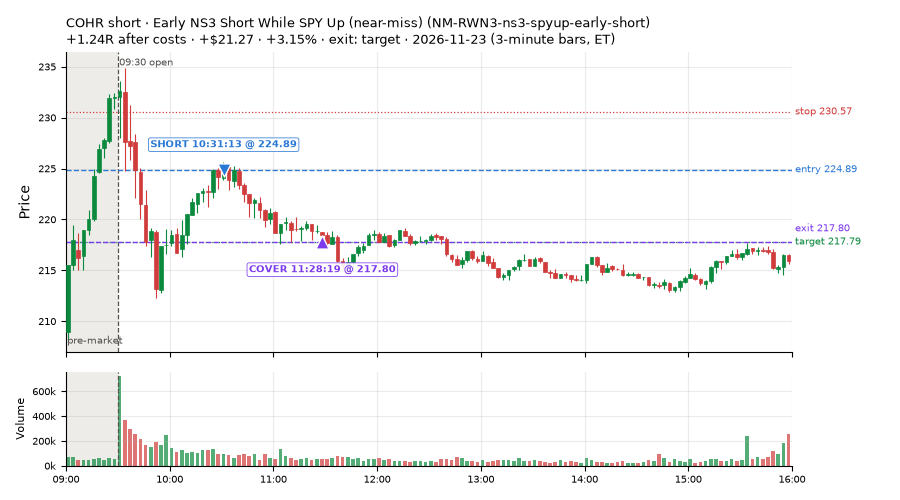 COHR short · Early NS3 Short While SPY Up (near-miss) (NM-RWN3-ns3-spyup-early-short)
+1.24R after costs · +$21.27 · +3.15% · exit: target · 2026-11-23 (3-minute bars, ET)
09:30 open
235
230
225
220
215
210
Price
stop 230.57
SHORT 10:31:13 @ 224.89
entry 224.89
exit 217.80
target 217.79
COVER 11:28:19 @ 217.80
pre-market
Volume
600k
400k
200k
0k
09:00
10:00
11:00
12:00
13:00
14:00
15:00
16:00